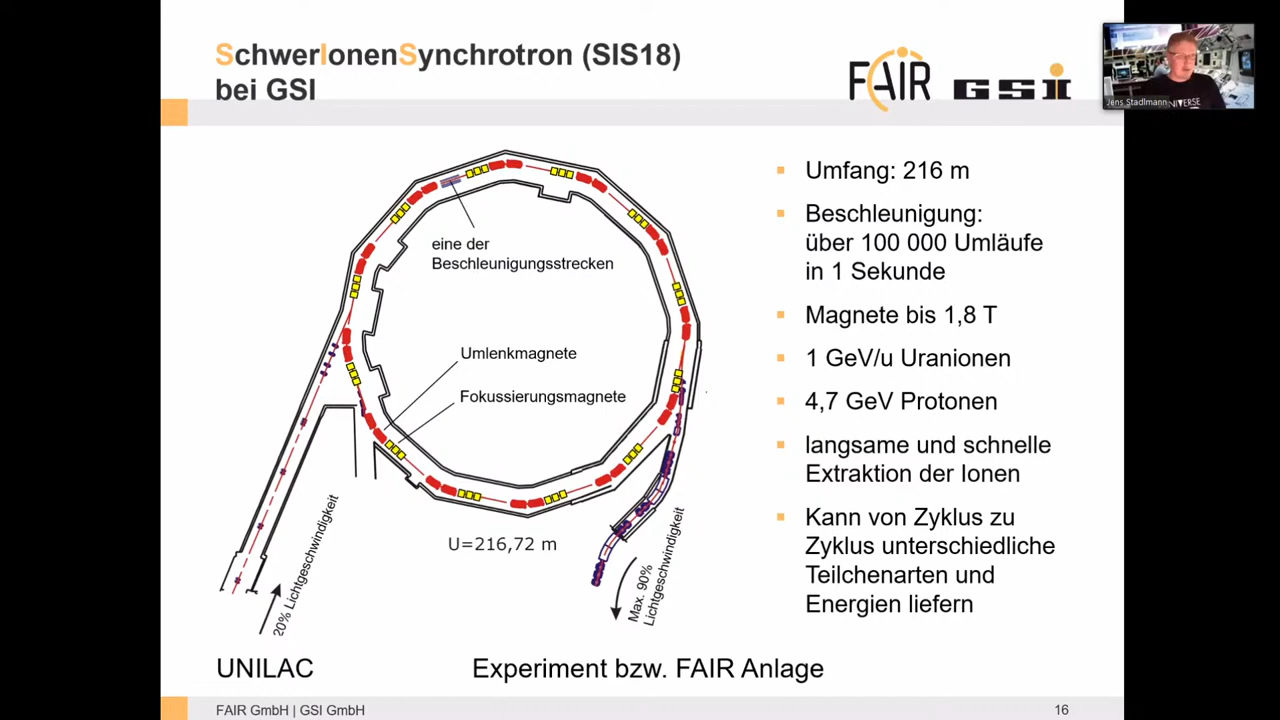 SchwerIonenSynchrotron (SIS18)
bei GSI
FAIR GSI
Jens Stadlmann
UNIVERSE
eine der
Beschleunigungsstrecken
Umlenkmagnete
Fokussierungsmagnete
U=216,72 m
20% Lichtgeschwindigkeit
Max. 90%
Lichtgeschwindigkeit
Umfang: 216 m
Beschleunigung:
über 100 000 Umläufe
in 1 Sekunde
Magnete bis 1,8 T
1 GeV/u Uranionen
4,7 GeV Protonen
langsame und schnelle
Extraktion der Ionen
Kann von Zyklus zu
Zyklus unterschiedliche
Teilchenarten und
Energien liefern
UNILAC
Experiment bzw. FAIR Anlage
FAIR GmbH | GSI GmbH
16